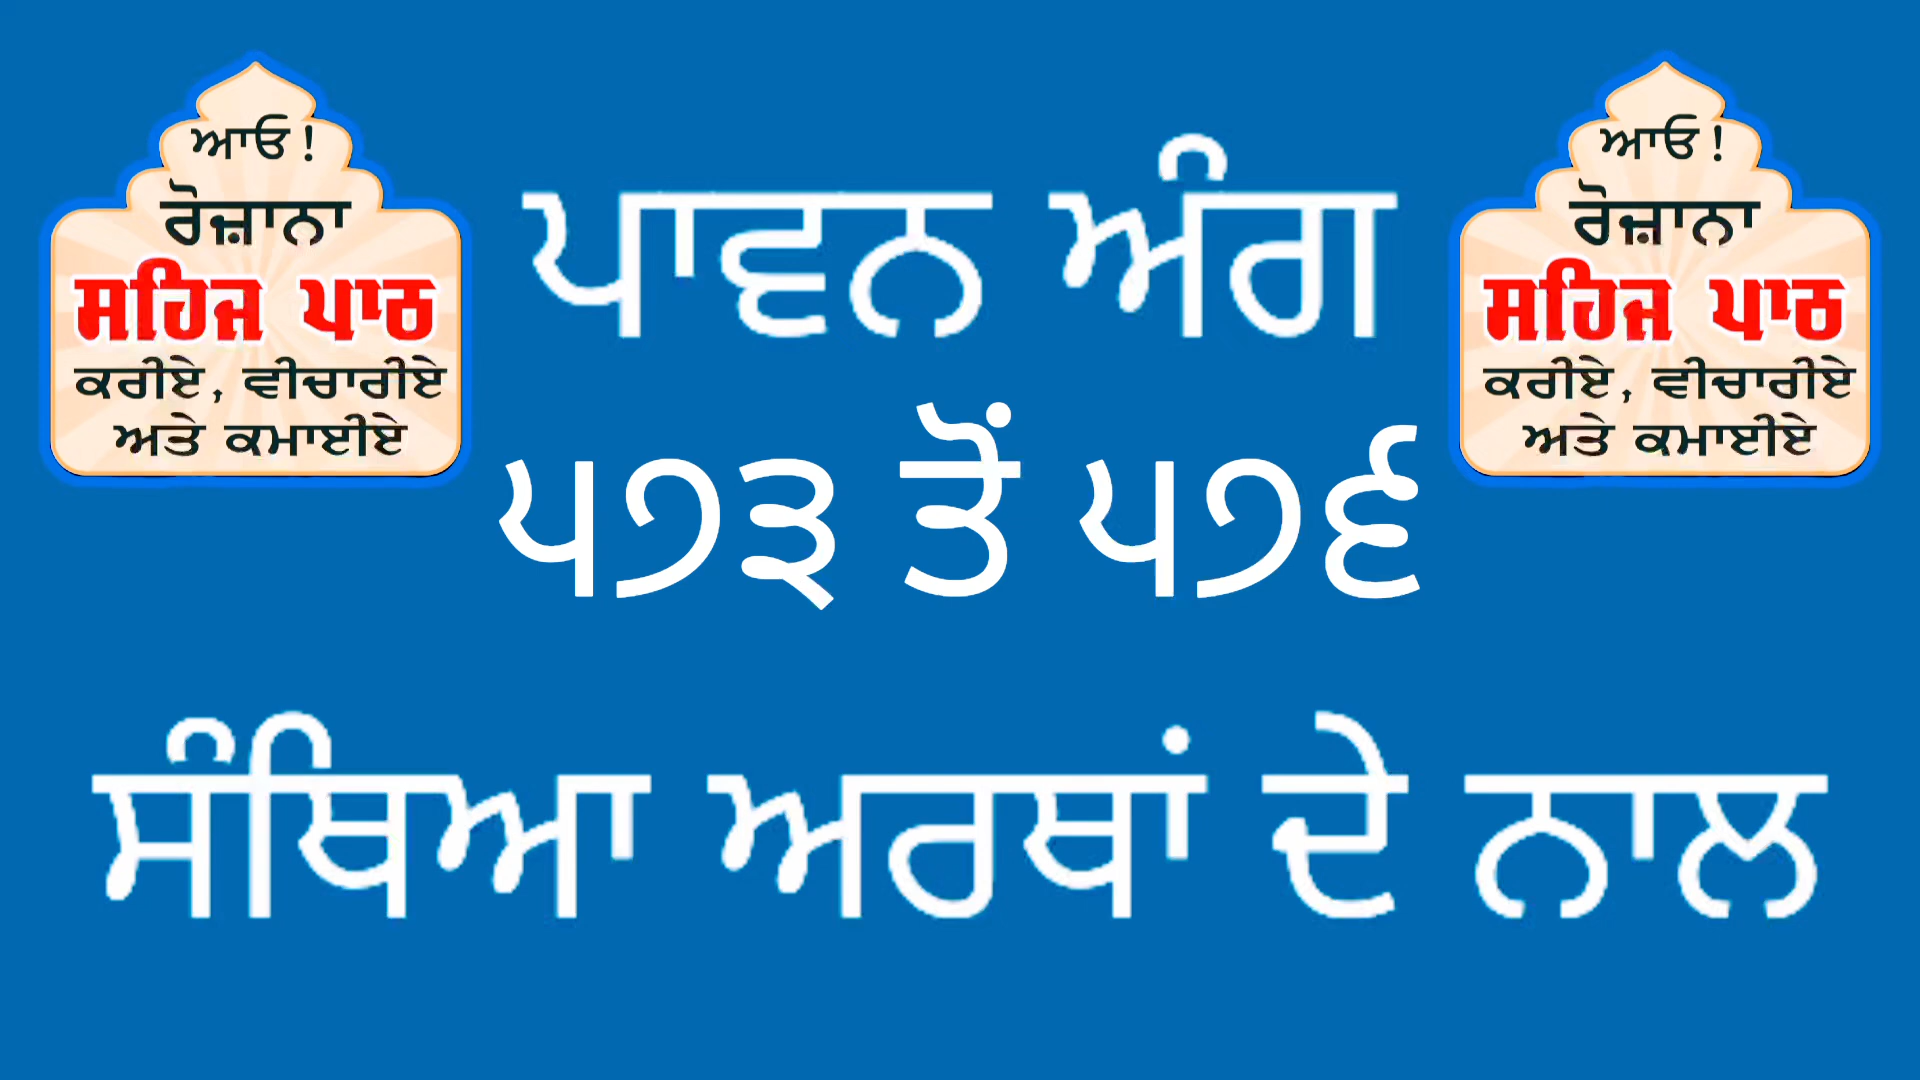 ਆਓ!
ਰੋਜ਼ਾਨਾ
ਸਹਿਜ ਪਾਠ
ਕਰੀਏ, ਵੀਚਾਰੀਏ
ਅਤੇ ਕਮਾਈਏ
ਪਾਵਨ ਅੰਗ
੫੭੩ ਤੋਂ ੫੭੬
ਆਓ!
ਰੋਜ਼ਾਨਾ
ਸਹਿਜ ਪਾਠ
ਕਰੀਏ, ਵੀਚਾਰੀਏ
ਅਤੇ ਕਮਾਈਏ
ਸੰਥਿਆ ਅਰਥਾਂ ਦੇ ਨਾਲ